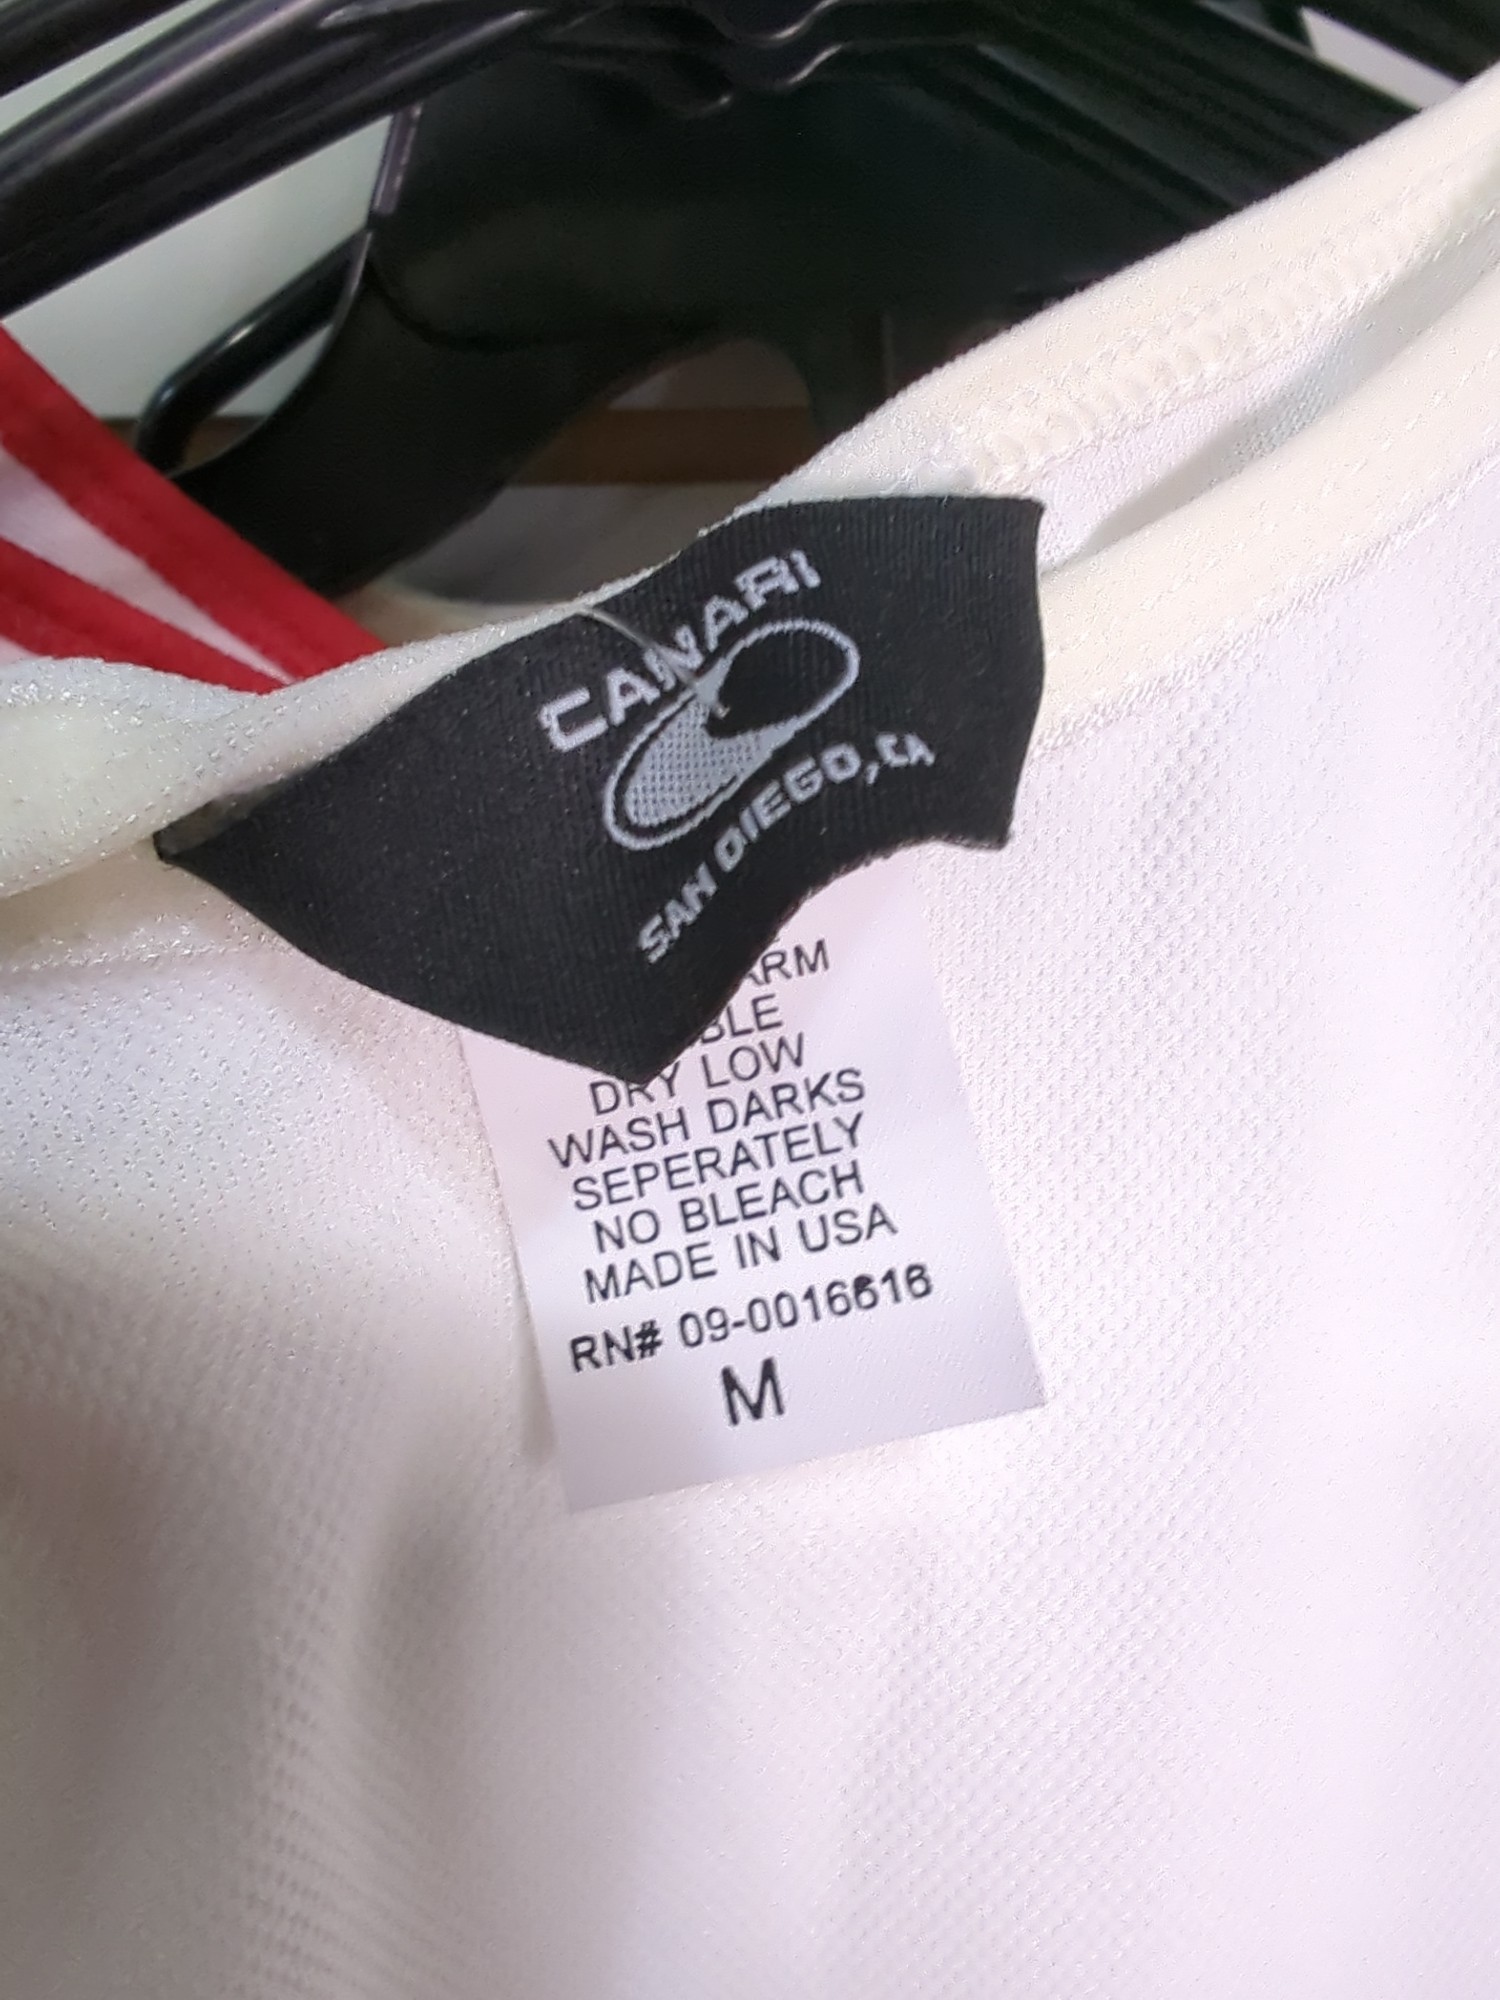 CANARI
SAN DIEGO, CA
DRY LOW
WASH DARKS
SEPERATELY
NO BLEACH
MADE IN USA
RN# 09-0016616
M